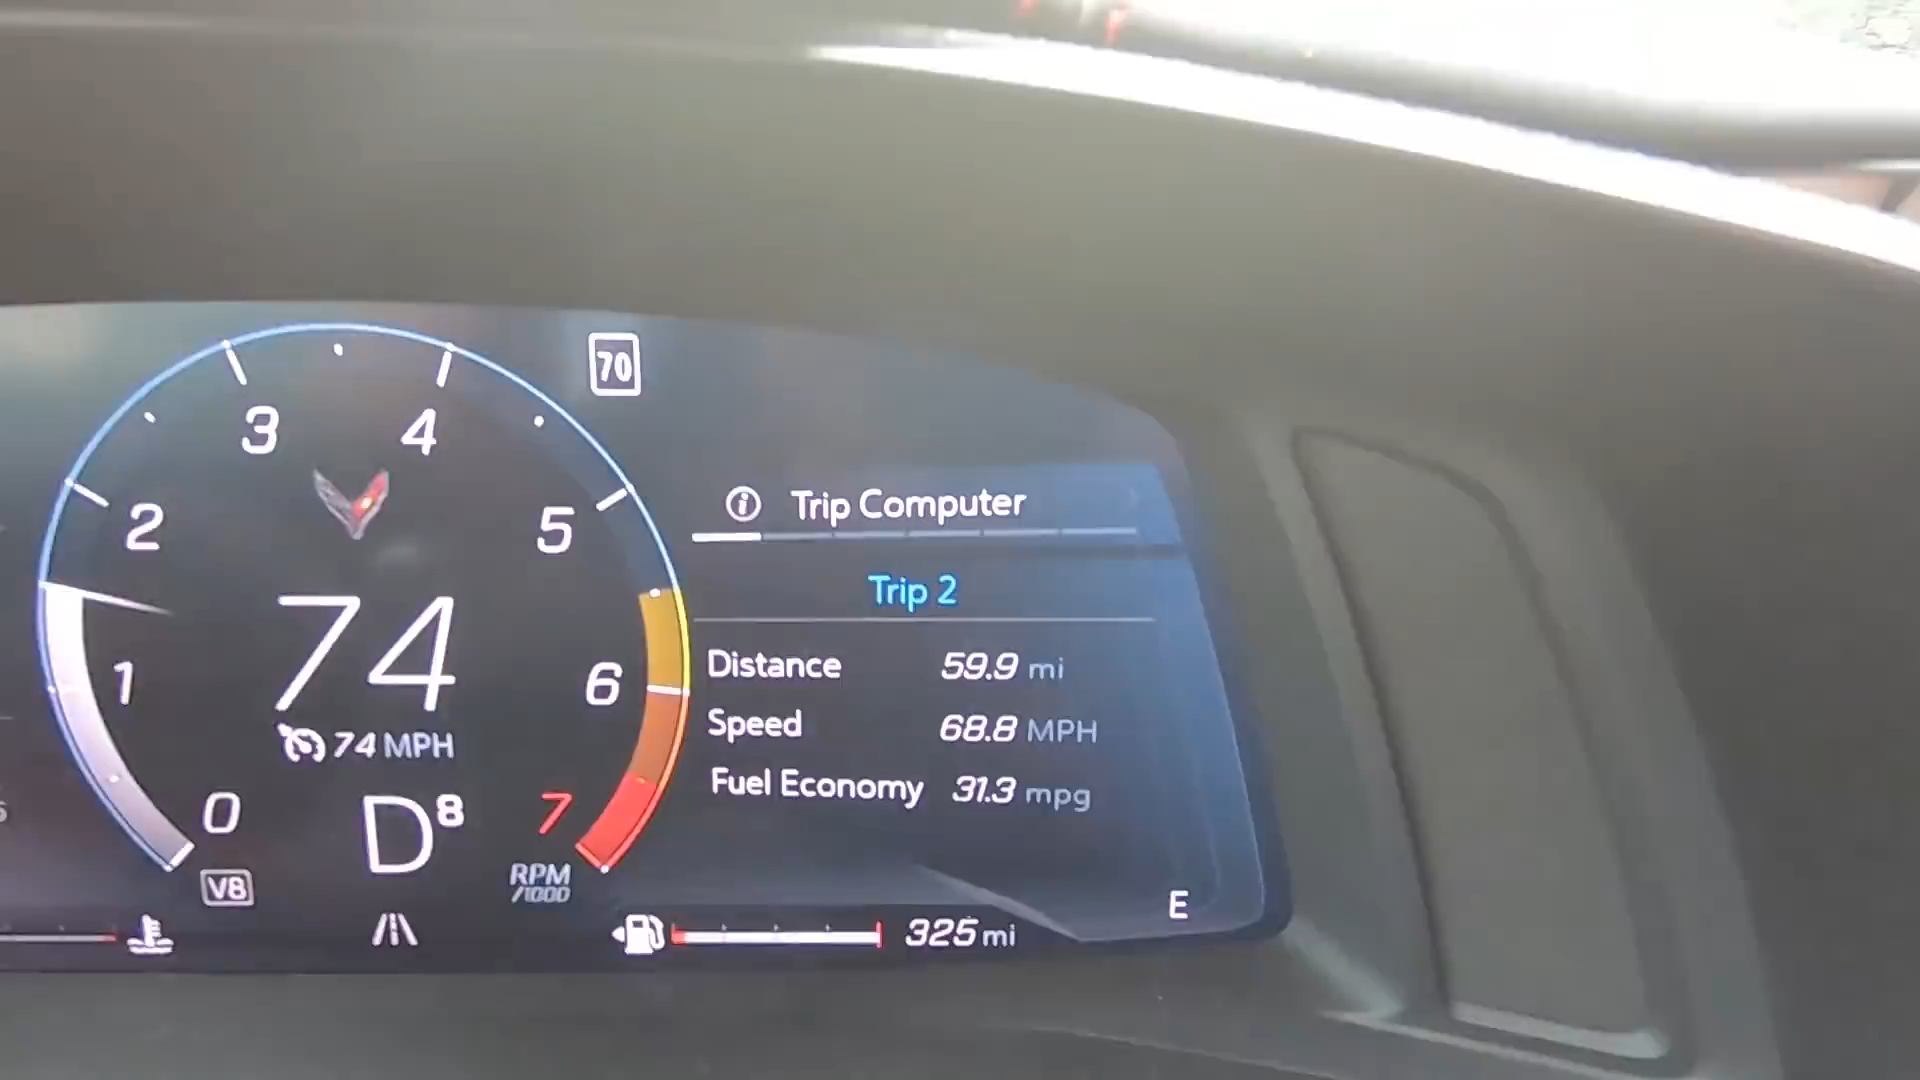 70
3 4
2 5
1 6
0 7
74
74 MPH
D8
V8
RPM
/1000
Trip Computer
Trip 2
Distance 59.9 mi
Speed 68.8 MPH
Fuel Economy 31.3 mpg
E
325 mi